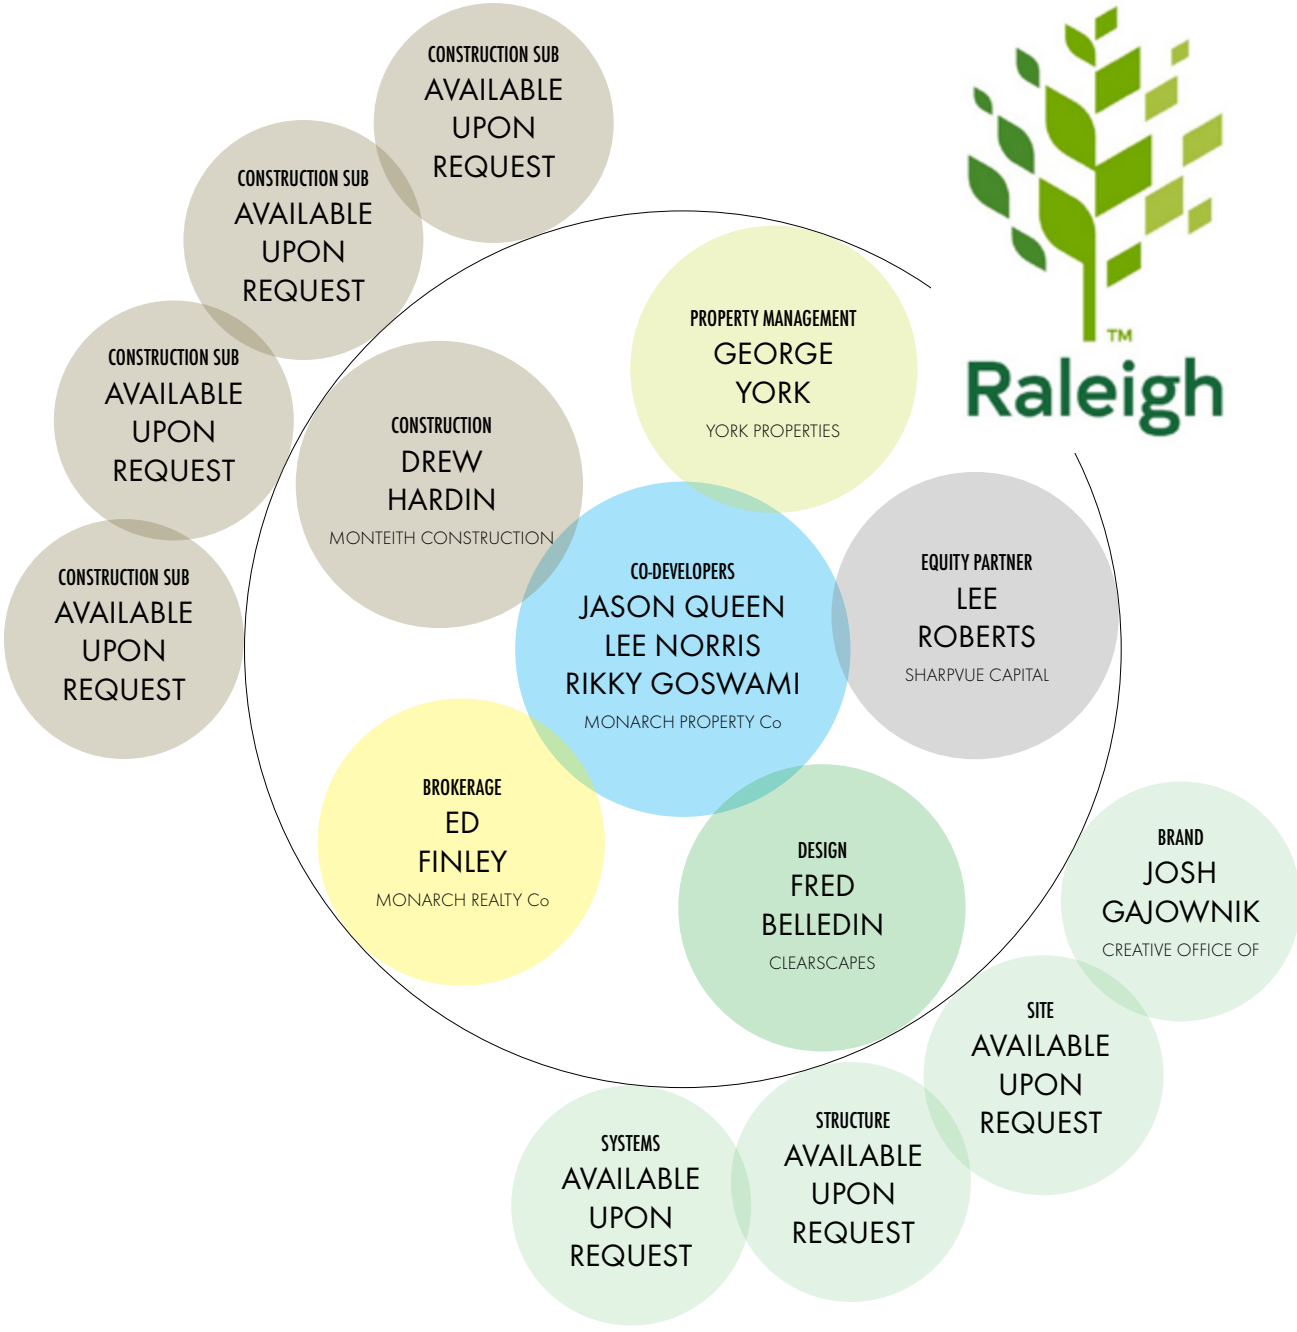 CONSTRUCTION SUB
AVAILABLE
UPON
REQUEST
CONSTRUCTION SUB
AVAILABLE
UPON
REQUEST
CONSTRUCTION SUB
AVAILABLE
UPON
REQUEST
CONSTRUCTION SUB
AVAILABLE
UPON
REQUEST
TM
Raleigh
PROPERTY MANAGEMENT
GEORGE
YORK
YORK PROPERTIES
CONSTRUCTION
DREW
HARDIN
MONTEITH CONSTRUCTION
CO-DEVELOPERS
JASON QUEEN
LEE NORRIS
RIKKY GOSWAMI
MONARCH PROPERTY Co
EQUITY PARTNER
LEE
ROBERTS
SHARPVUE CAPITAL
BROKERAGE
ED
FINLEY
MONARCH REALTY Co
DESIGN
FRED
BELLEDIN
CLEARSCAPES
BRAND
JOSH
GAJOWNIK
CREATIVE OFFICE OF
SITE
AVAILABLE
UPON
REQUEST
STRUCTURE
AVAILABLE
UPON
REQUEST
SYSTEMS
AVAILABLE
UPON
REQUEST